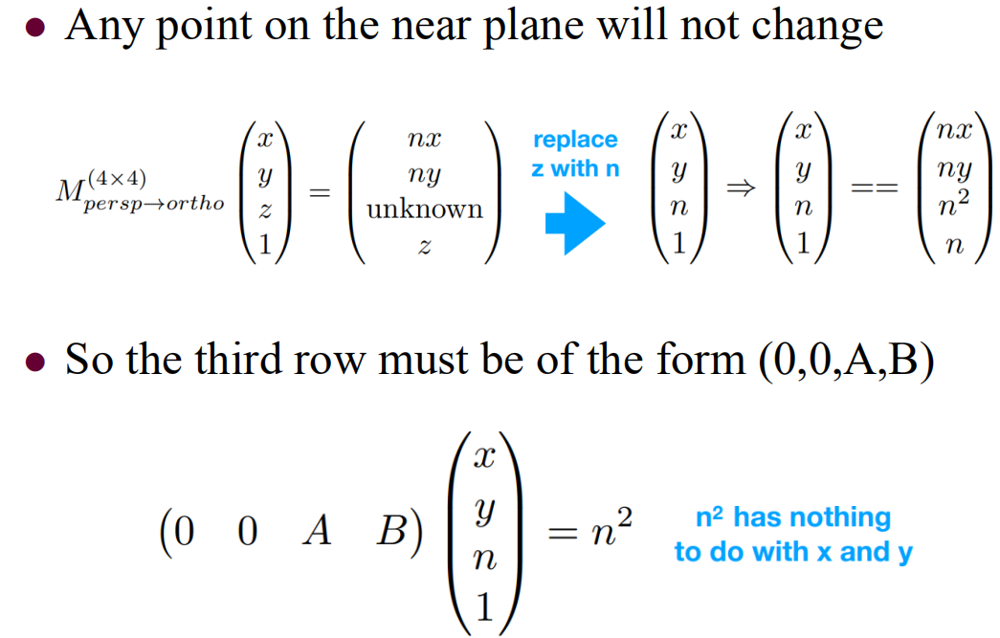 • Any point on the near plane will not change
$M_{persp \to ortho}^{(4 \times 4)} \begin{pmatrix} x \\ y \\ z \\ 1 \end{pmatrix} = \begin{pmatrix} nx \\ ny \\ \text{unknown} \\ z \end{pmatrix}$ replace z with n $\begin{pmatrix} x \\ y \\ n \\ 1 \end{pmatrix} \Rightarrow \begin{pmatrix} x \\ y \\ n \\ 1 \end{pmatrix} == \begin{pmatrix} nx \\ ny \\ n^2 \\ n \end{pmatrix}$
• So the third row must be of the form (0,0,A,B)
$\begin{pmatrix} 0 & 0 & A & B \end{pmatrix} \begin{pmatrix} x \\ y \\ n \\ 1 \end{pmatrix} = n^2$ n² has nothing to do with x and y